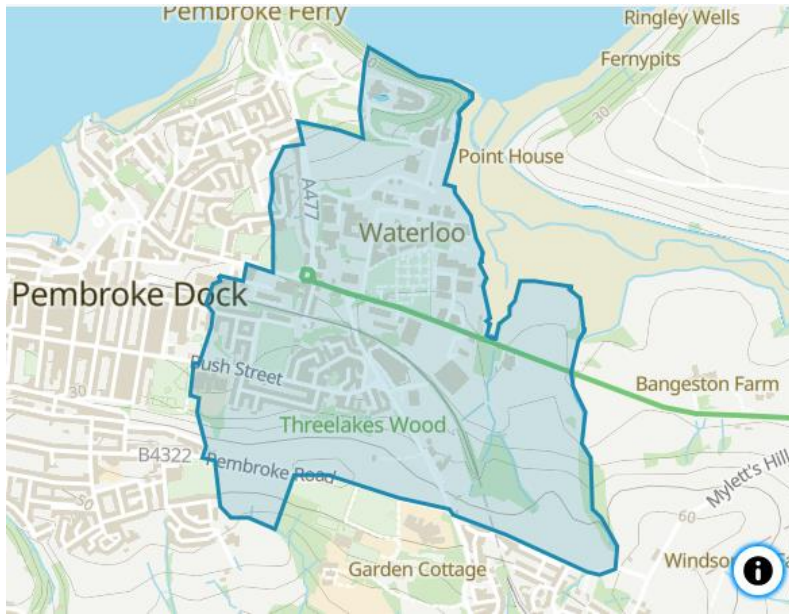 Pembroke Ferry
Ringley Wells
Fernypits
30
Point House
A477
Waterloo
Pembroke Dock
Bush Street
Bangeston Farm
30
Threelakes Wood
B4322
Pembroke Road
Mylett's Hill
50
60
Garden Cottage
Windsor
i